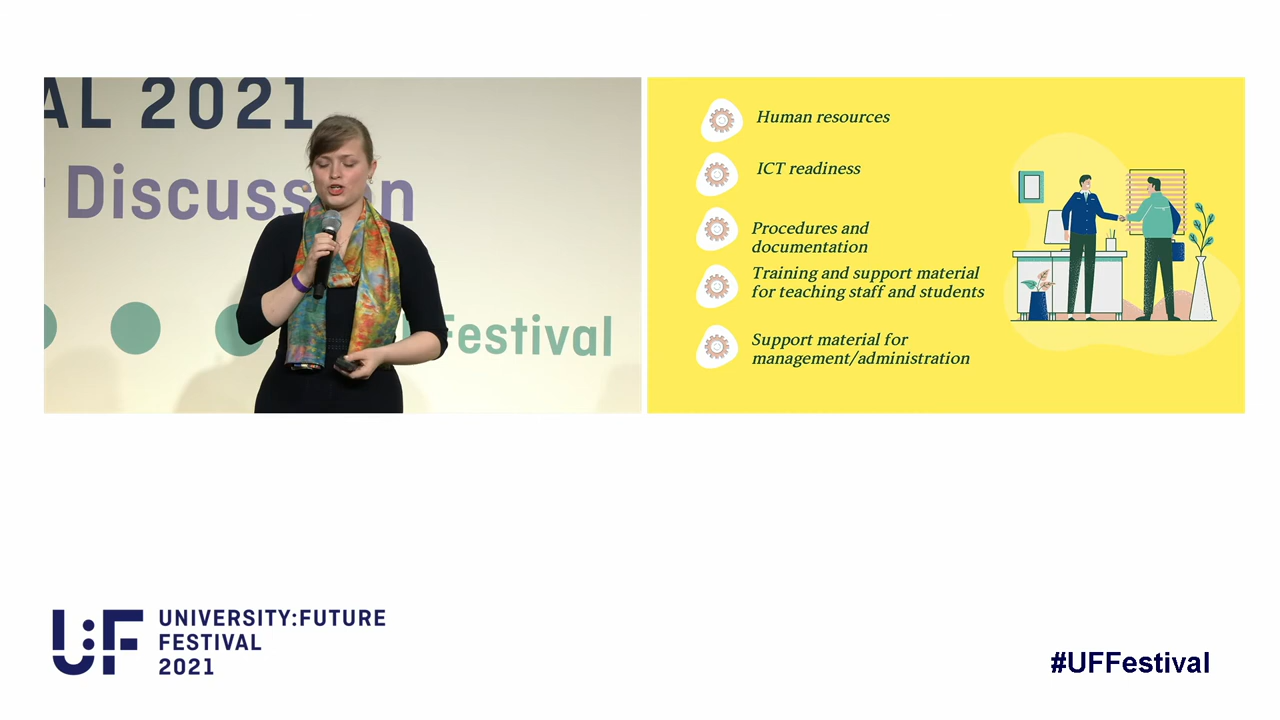 AL 2021
Discuss n
Festival
Human resources
ICT readiness
Procedures and
documentation
Training and support material
for teaching staff and students
Support material for
management/administration
U:F
UNIVERSITY:FUTURE
FESTIVAL
2021
#UFFestival